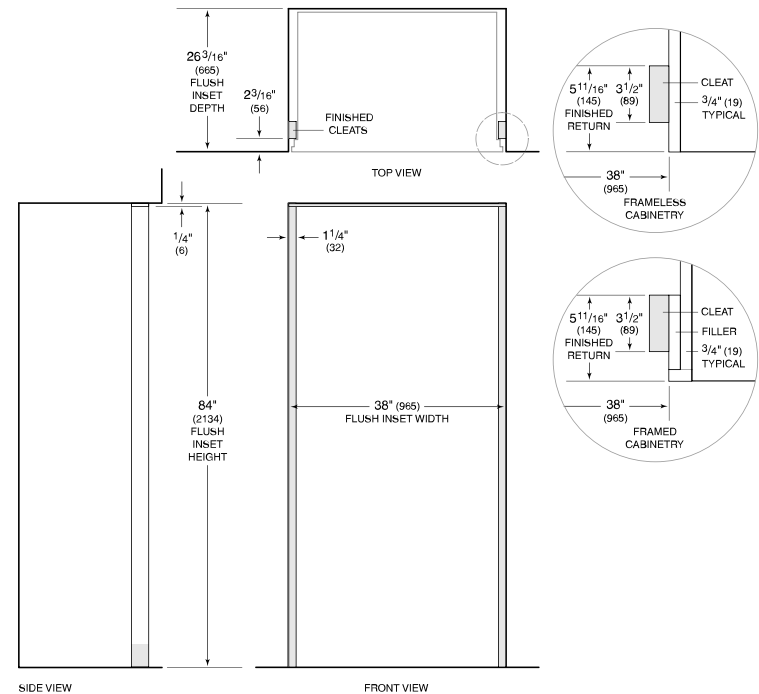 26 3/16"
(665)
FLUSH
INSET
DEPTH
2 3/16"
(56)
FINISHED
CLEATS
TOP VIEW
5 11/16"
(145)
FINISHED
RETURN
3 1/2"
(89)
CLEAT
3/4" (19)
TYPICAL
38"
(965)
FRAMELESS
CABINETRY
1/4"
(6)
1 1/4"
(32)
84"
(2134)
FLUSH
INSET
HEIGHT
38" (965)
FLUSH INSET WIDTH
5 11/16"
(145)
FINISHED
RETURN
3 1/2"
(89)
CLEAT
FILLER
3/4" (19)
TYPICAL
38"
(965)
FRAMED
CABINETRY
SIDE VIEW
FRONT VIEW